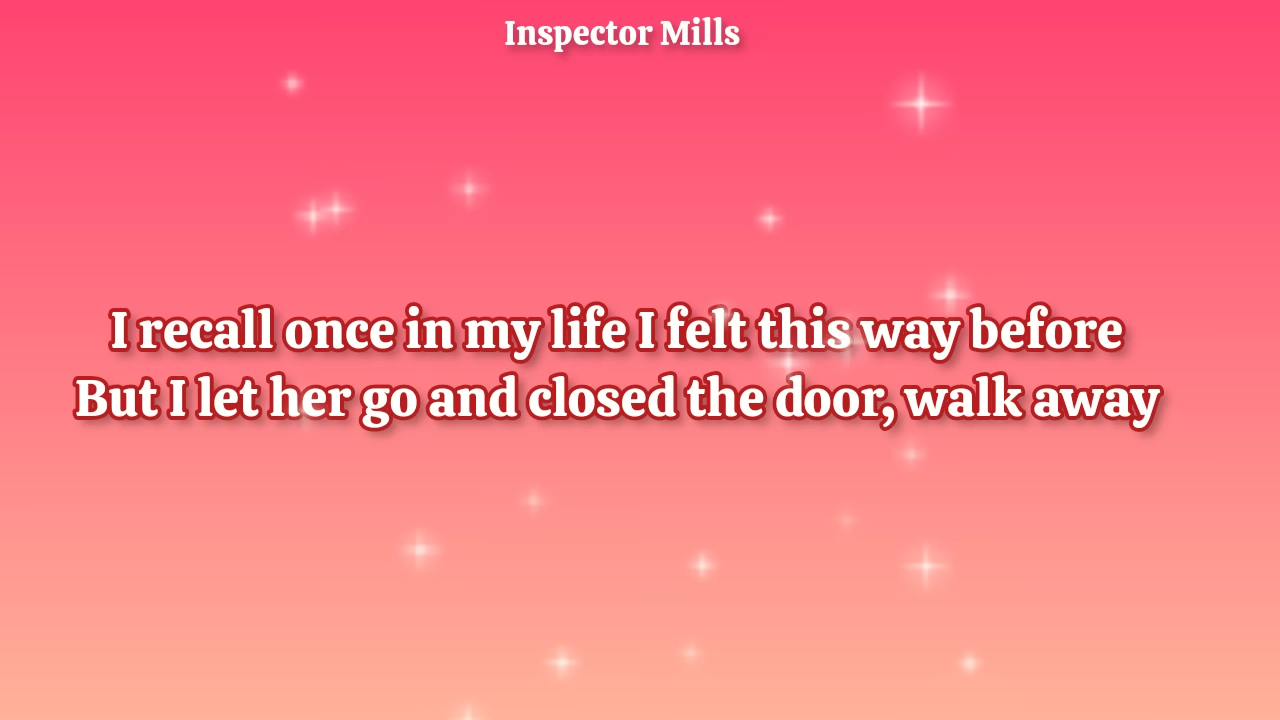 Inspector Mills
I recall once in my life I felt this way before
But I let her go and closed the door, walk away